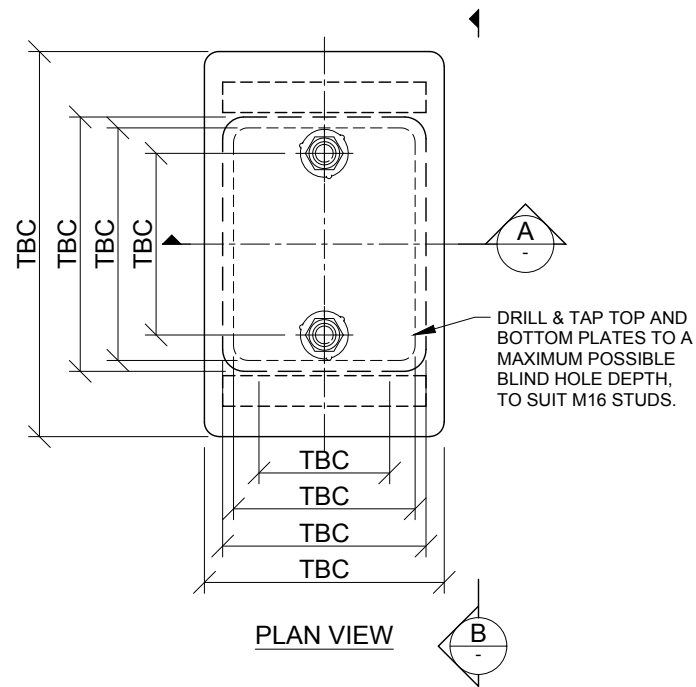 TBC
TBC
TBC
TBC
A
-
DRILL & TAP TOP AND
BOTTOM PLATES TO A
MAXIMUM POSSIBLE
BLIND HOLE DEPTH,
TO SUIT M16 STUDS.
TBC
TBC
TBC
TBC
PLAN VIEW
B
-